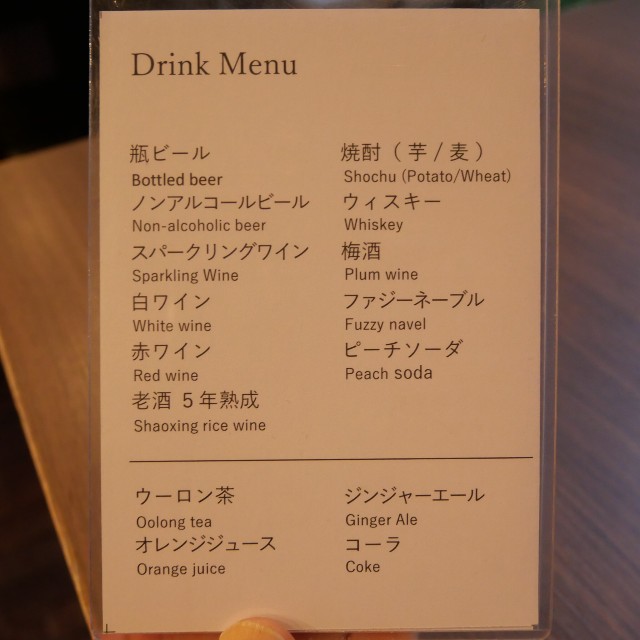 Drink Menu
瓶ビール
Bottled beer
ノンアルコールビール
Non-alcoholic beer
スパークリングワイン
Sparkling Wine
白ワイン
White wine
赤ワイン
Red wine
老酒 5年熟成
Shaoxing rice wine
焼酎（芋/麦）
Shochu (Potato/Wheat)
ウィスキー
Whiskey
梅酒
Plum wine
ファジーネーブル
Fuzzy navel
ピーチソーダ
Peach soda
ウーロン茶
Oolong tea
オレンジジュース
Orange juice
ジンジャーエール
Ginger Ale
コーラ
Coke